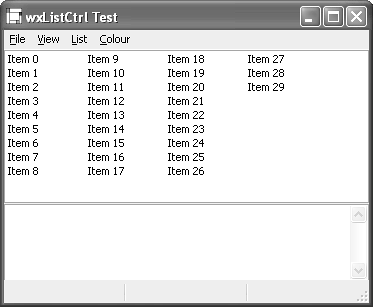 wxListCtrl Test
File View List Colour
Item 0 Item 9 Item 18 Item 27
Item 1 Item 10 Item 19 Item 28
Item 2 Item 11 Item 20 Item 29
Item 3 Item 12 Item 21
Item 4 Item 13 Item 22
Item 5 Item 14 Item 23
Item 6 Item 15 Item 24
Item 7 Item 16 Item 25
Item 8 Item 17 Item 26